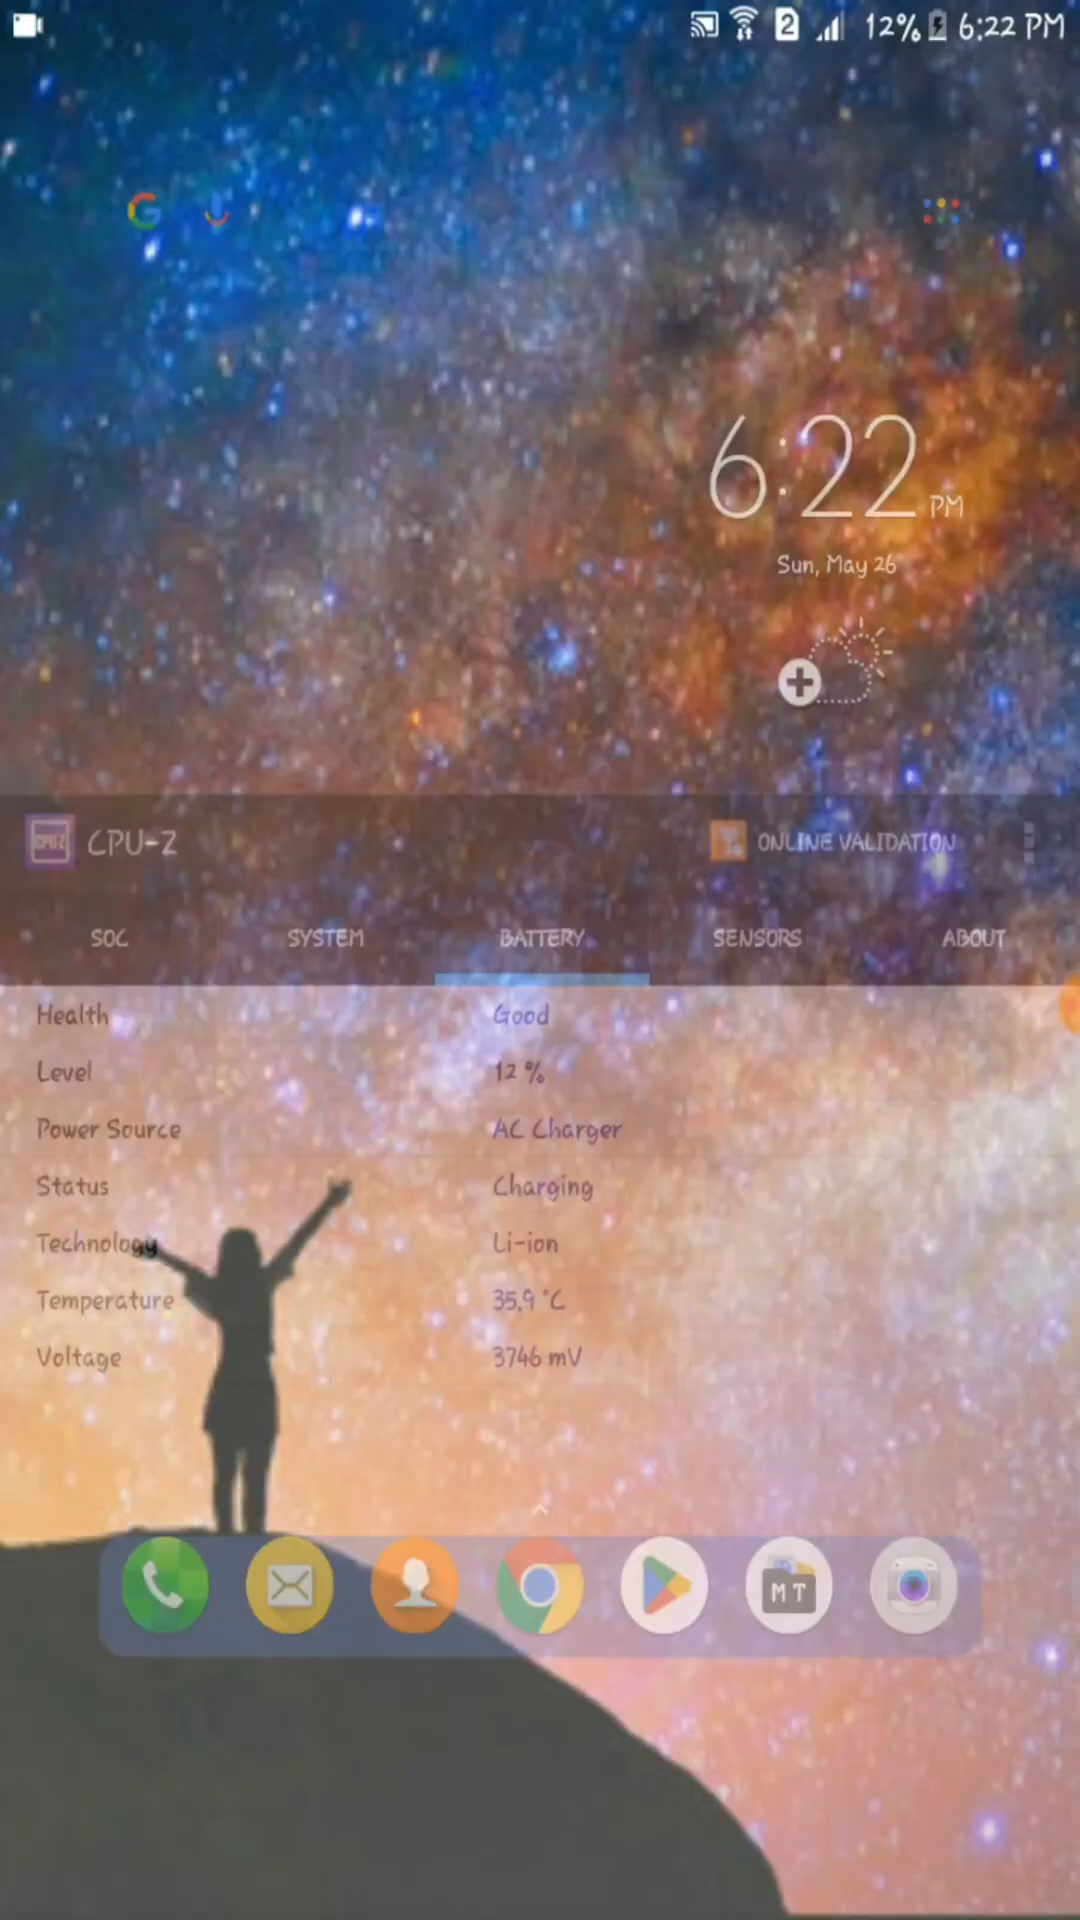 2 12% 6:22 PM
6:22 PM
Sun, May 26
CPU-Z ONLINE VALIDATION
SOC SYSTEM BATTERY SENSORS ABOUT
Health Good
Level 12 %
Power Source AC Charger
Status Charging
Technology Li-ion
Temperature 35.9 °C
Voltage 3746 mV
MT